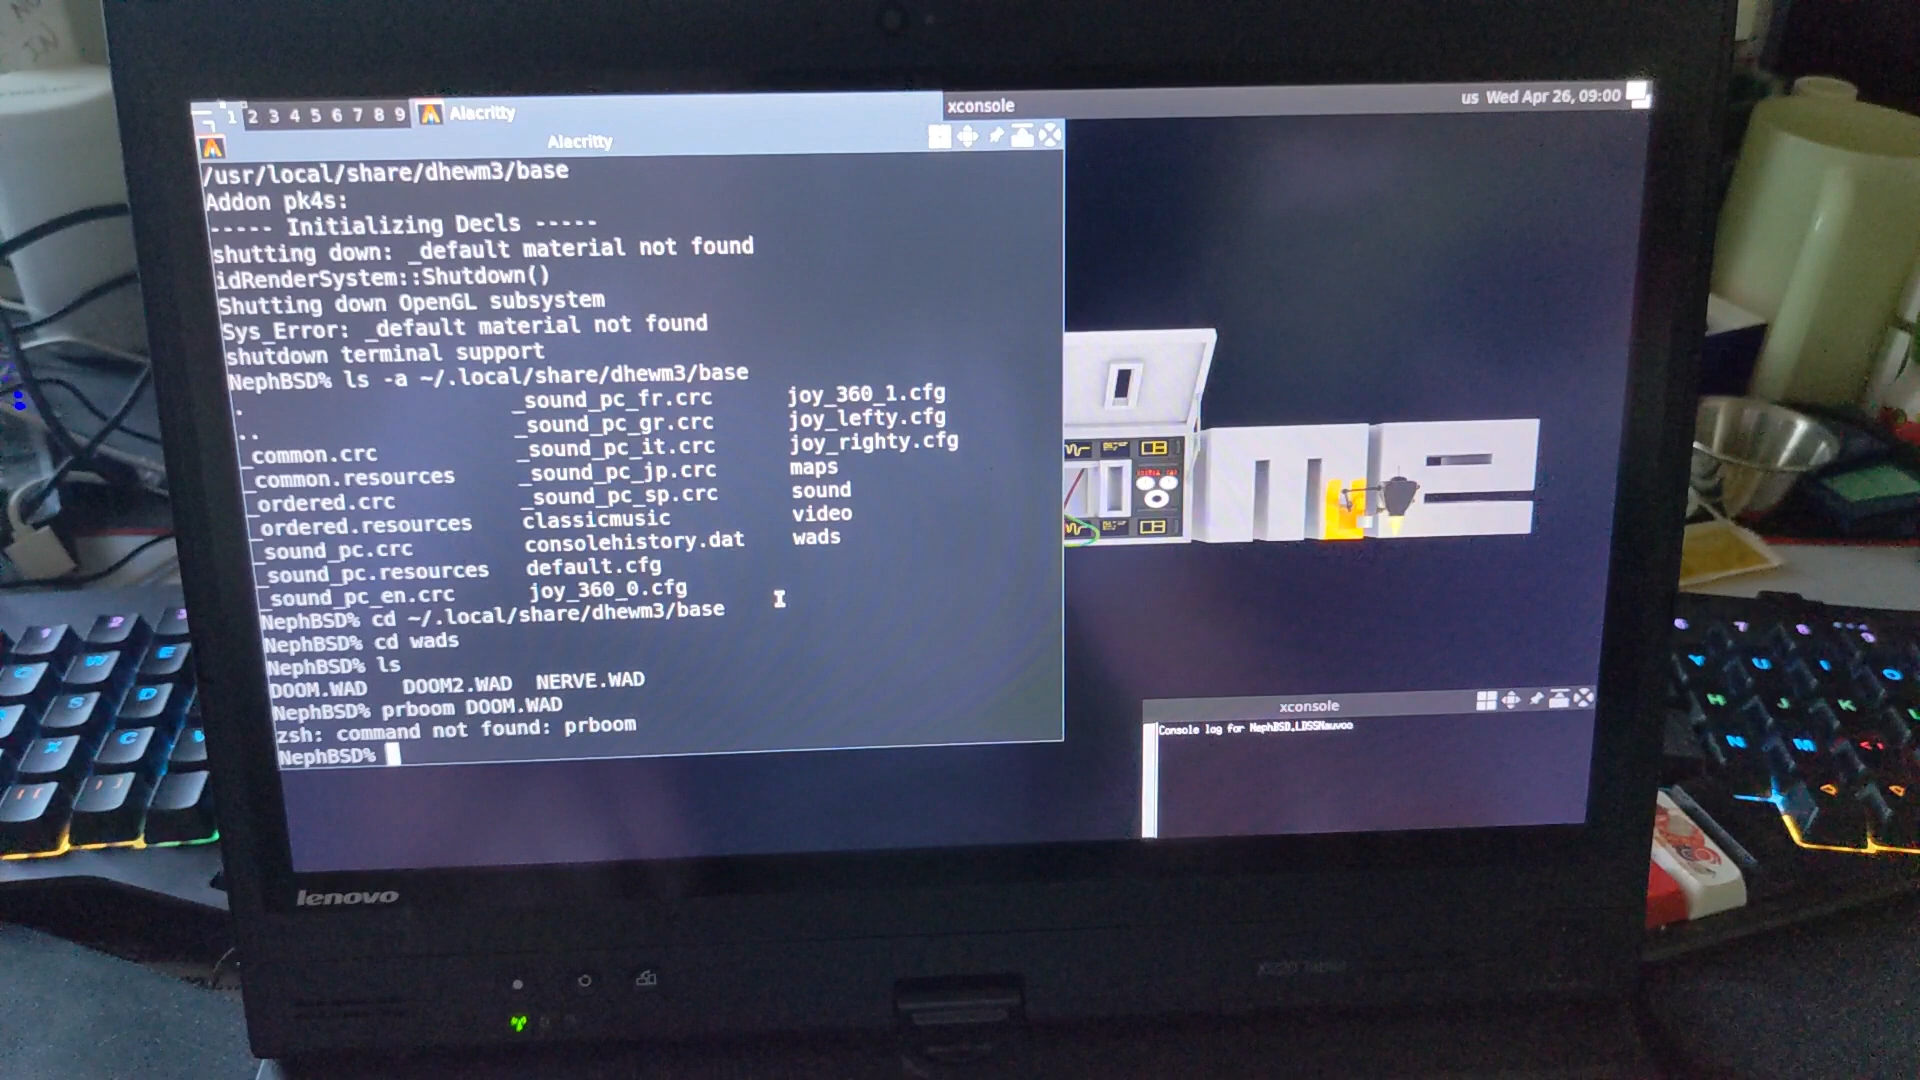 1 2 3 4 5 6 7 8 9 Alacritty
xconsole
us Wed Apr 26, 09:00
Alacritty
/usr/local/share/dhewm3/base
Addon pk4s:
----- Initializing Decls -----
shutting down: _default material not found
idRenderSystem::Shutdown()
Shutting down OpenGL subsystem
Sys_Error: _default material not found
shutdown terminal support
NephBSD% ls -a ~/.local/share/dhewm3/base
. _sound_pc_fr.crc joy_360_1.cfg
.. _sound_pc_gr.crc joy_lefty.cfg
_common.crc _sound_pc_it.crc joy_righty.cfg
_common.resources _sound_pc_jp.crc maps
_ordered.crc _sound_pc_sp.crc sound
_ordered.resources classicmusic video
_sound_pc.crc consolehistory.dat wads
_sound_pc.resources default.cfg
_sound_pc_en.crc joy_360_0.cfg
NephBSD% cd ~/.local/share/dhewm3/base
NephBSD% cd wads
NephBSD% ls
DOOM.WAD DOOM2.WAD NERVE.WAD
NephBSD% prboom DOOM.WAD
zsh: command not found: prboom
NephBSD%
me
xconsole
Console log for NephBSD.LDSSNauvoo
lenovo
X220 Tablet